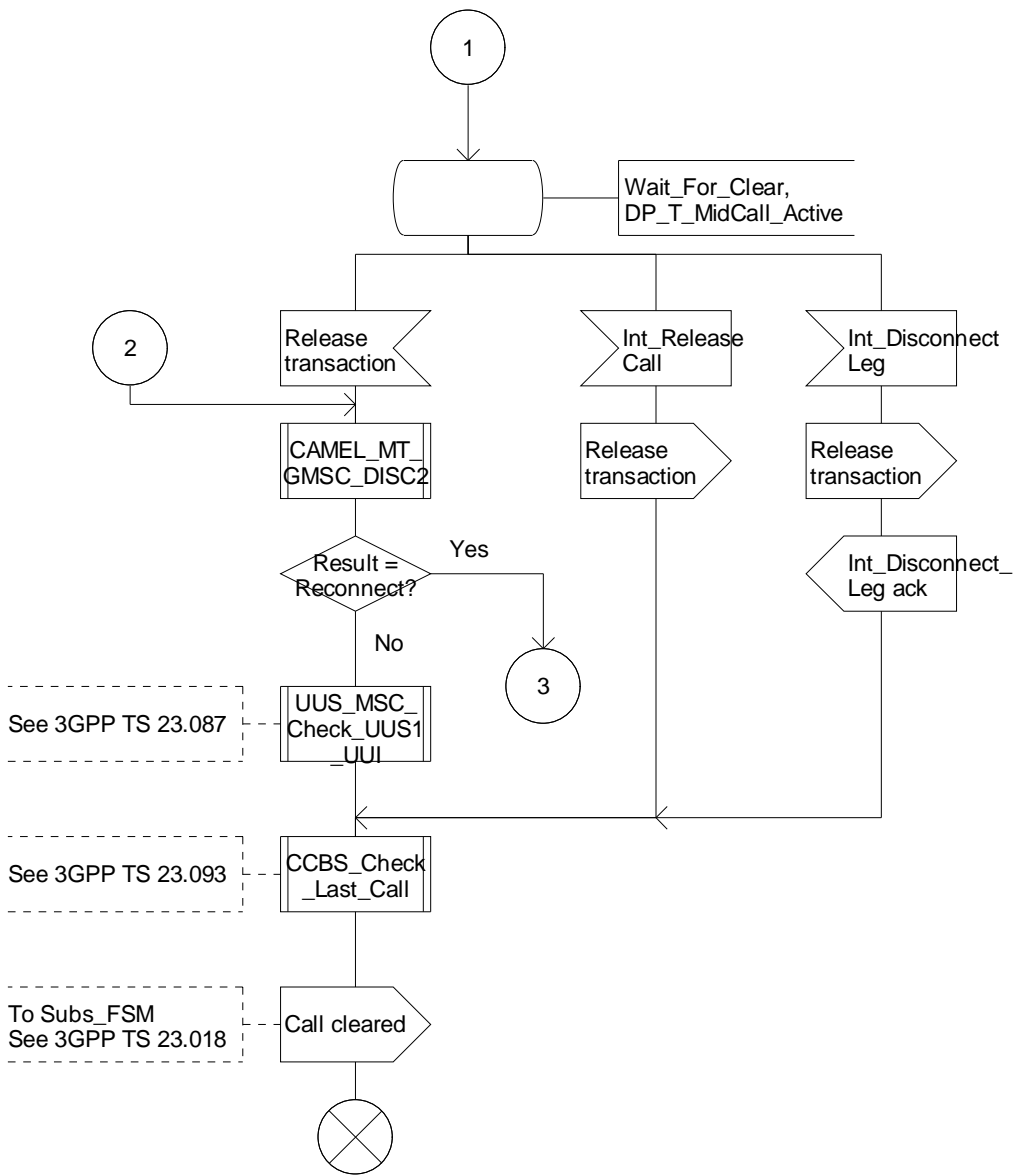 1
Wait_For_Clear,
DP_T_MidCall_Active
Release
transaction
Int_Release
Call
Int_Disconnect
Leg
2
CAMEL_MT_
GMSC_DISC2
Release
transaction
Release
transaction
Result =
Reconnect?
Yes
No
Int_Disconnect_
Leg ack
3
See 3GPP TS 23.087
UUS_MSC_
Check_UUS1
_UUI
See 3GPP TS 23.093
CCBS_Check
_Last_Call
To Subs_FSM
See 3GPP TS 23.018
Call cleared